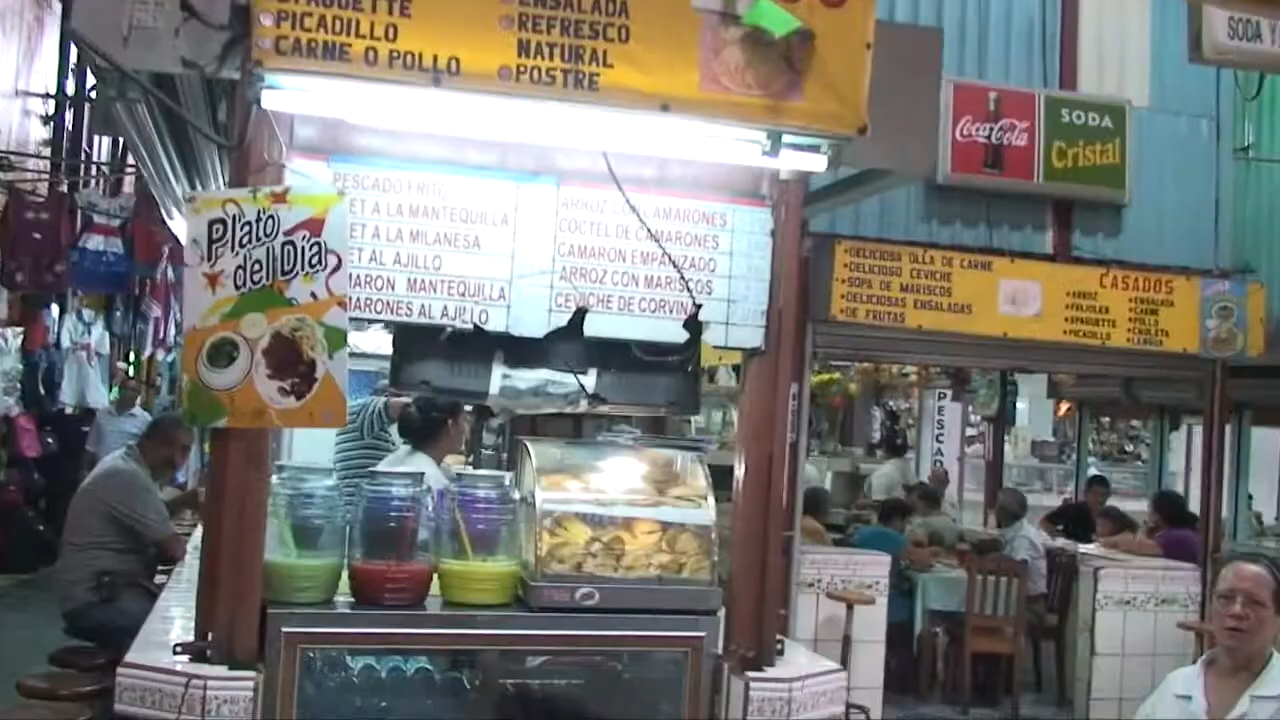 SPAGUETTE
PICADILLO
CARNE O POLLO
ENSALADA
REFRESCO
NATURAL
POSTRE
SODA Y
Coca-Cola
SODA
Cristal
Plato
del Día
PESCADO FRITO
ET A LA MANTEQUILLA
ET A LA MILANESA
ET AL AJILLO
MARON MANTEQUILLA
MARONES AL AJILLO
ARROZ CON CAMARONES
COCTEL DE CAMARONES
CAMARON EMPANIZADO
ARROZ CON MARISCOS
CEVICHE DE CORVINA
•DELICIOSA OLLA DE CARNE
•DELICIOSO CEVICHE
•SOPA DE MARISCOS
•DELICIOSAS ENSALADAS
•DE FRUTAS
CASADOS
•ARROZ
•FRIJOLES
•SPAGUETTE
•PICADILLO
•ENSALADA
•CARNE
•POLLO
•CHULETA
•LENGUA
PESCAD